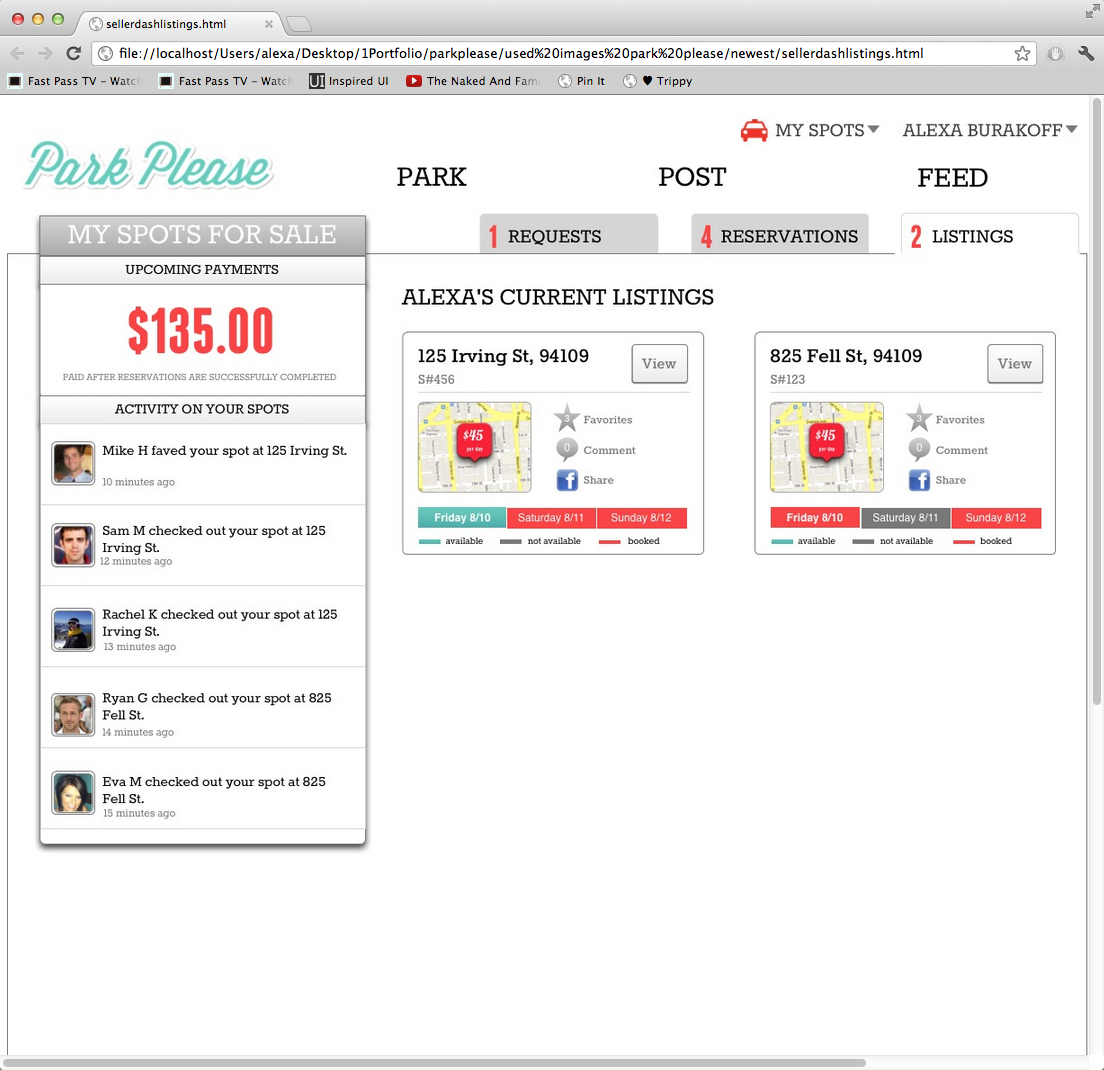 sellerdashlistings.html
file://localhost/Users/alexa/Desktop/1Portfolio/parkplease/used%20images%20park%20please/newest/sellerdashlistings.html
Fast Pass TV – Watch
Fast Pass TV – Watch
UI Inspired UI
The Naked And Fam
Pin It
♥ Trippy
MY SPOTS
ALEXA BURAKOFF
Park Please
PARK
POST
FEED
MY SPOTS FOR SALE
1 REQUESTS
4 RESERVATIONS
2 LISTINGS
UPCOMING PAYMENTS
$135.00
PAID AFTER RESERVATIONS ARE SUCCESSFULLY COMPLETED
ACTIVITY ON YOUR SPOTS
Mike H faved your spot at 125 Irving St.
10 minutes ago
Sam M checked out your spot at 125
Irving St.
12 minutes ago
Rachel K checked out your spot at 125
Irving St.
13 minutes ago
Ryan G checked out your spot at 825
Fell St.
14 minutes ago
Eva M checked out your spot at 825
Fell St.
15 minutes ago
ALEXA'S CURRENT LISTINGS
125 Irving St, 94109
S#456
View
$45
per day
3 Favorites
0 Comment
f Share
Friday 8/10 Saturday 8/11 Sunday 8/12
available not available booked
825 Fell St, 94109
S#123
View
$45
per day
3 Favorites
0 Comment
f Share
Friday 8/10 Saturday 8/11 Sunday 8/12
available not available booked